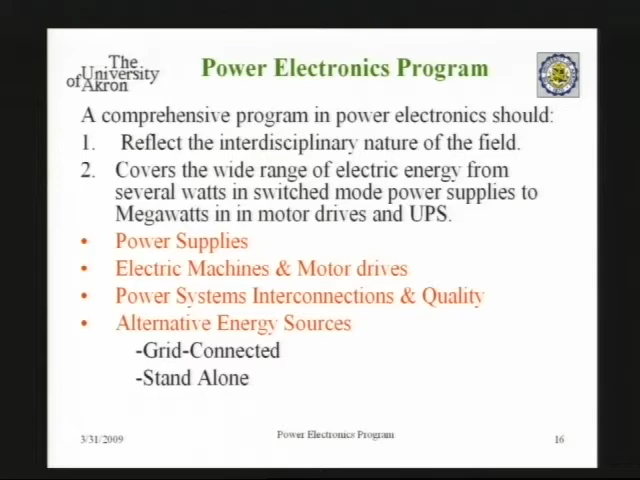 The
University
of Akron
Power Electronics Program
A comprehensive program in power electronics should:
1. Reflect the interdisciplinary nature of the field.
2. Covers the wide range of electric energy from
several watts in switched mode power supplies to
Megawatts in in motor drives and UPS.
• Power Supplies
• Electric Machines & Motor drives
• Power Systems Interconnections & Quality
• Alternative Energy Sources
-Grid-Connected
-Stand Alone
3/31/2009
Power Electronics Program
16